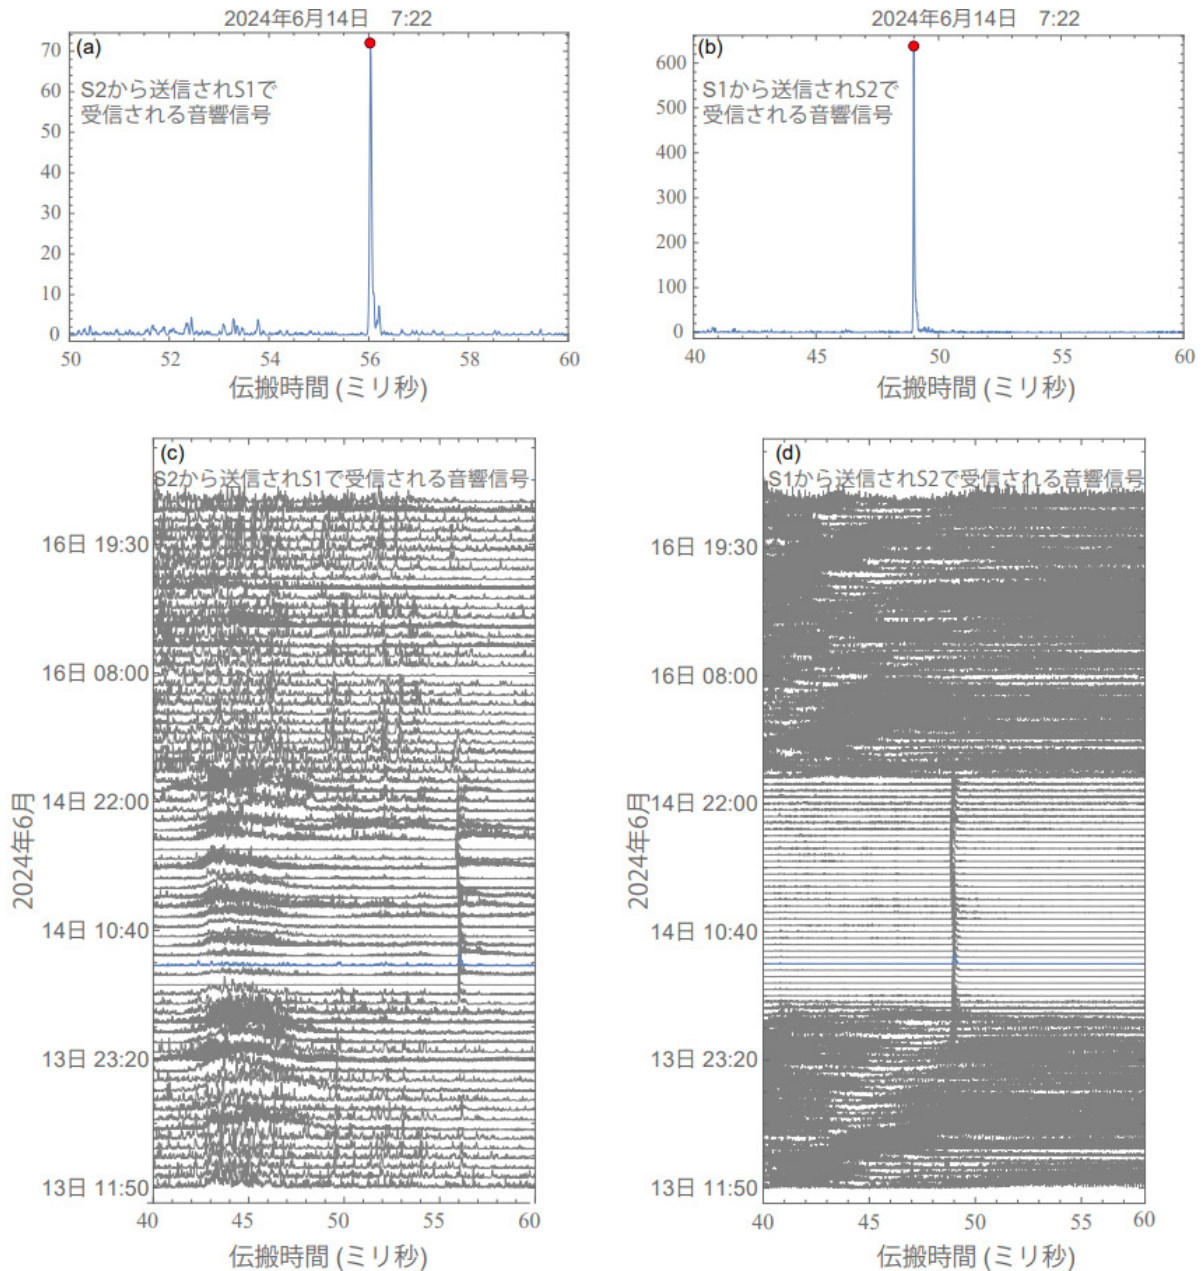 2024年6月14日 7:22
(a)
S2から送信されS1で
受信される音響信号
70
60
50
40
30
20
10
0
50 52 54 56 58 60
伝搬時間 (ミリ秒)
2024年6月14日 7:22
(b)
S1から送信されS2で
受信される音響信号
600
500
400
300
200
100
0
40 45 50 55 60
伝搬時間 (ミリ秒)
(c)
S2から送信されS1で受信される音響信号
16日 19:30
16日 08:00
14日 22:00
14日 10:40
13日 23:20
13日 11:50
2024年6月
40 45 50 55 60
伝搬時間 (ミリ秒)
(d)
S1から送信されS2で受信される音響信号
16日 19:30
16日 08:00
14日 22:00
14日 10:40
13日 23:20
13日 11:50
2024年6月
40 45 50 55 60
伝搬時間 (ミリ秒)